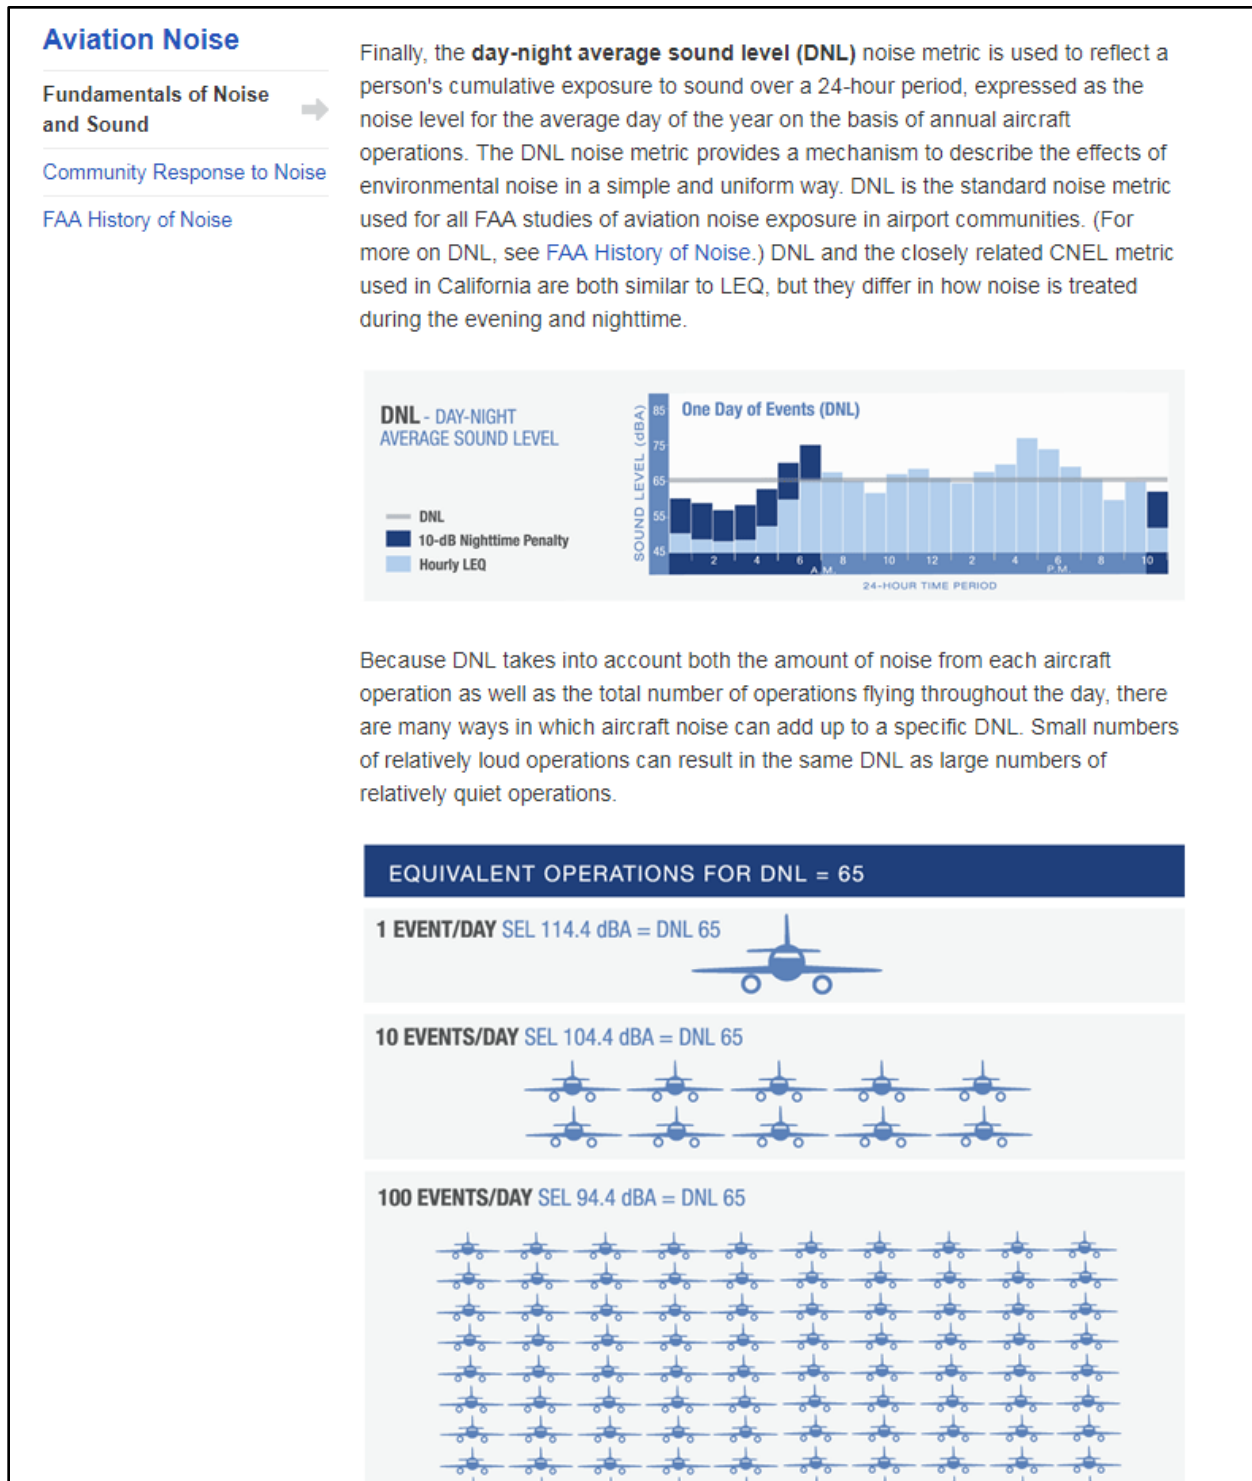 Aviation Noise
Fundamentals of Noise
and Sound
Community Response to Noise
FAA History of Noise
Finally, the day-night average sound level (DNL) noise metric is used to reflect a
person's cumulative exposure to sound over a 24-hour period, expressed as the
noise level for the average day of the year on the basis of annual aircraft
operations. The DNL noise metric provides a mechanism to describe the effects of
environmental noise in a simple and uniform way. DNL is the standard noise metric
used for all FAA studies of aviation noise exposure in airport communities. (For
more on DNL, see FAA History of Noise.) DNL and the closely related CNEL metric
used in California are both similar to LEQ, but they differ in how noise is treated
during the evening and nighttime.
DNL - DAY-NIGHT
AVERAGE SOUND LEVEL
DNL
10-dB Nighttime Penalty
Hourly LEQ
SOUND LEVEL (dBA)
85
75
65
55
45
One Day of Events (DNL)
2 4 6 8 10 12 2 4 6 8 10
A.M. P.M.
24-HOUR TIME PERIOD
Because DNL takes into account both the amount of noise from each aircraft
operation as well as the total number of operations flying throughout the day, there
are many ways in which aircraft noise can add up to a specific DNL. Small numbers
of relatively loud operations can result in the same DNL as large numbers of
relatively quiet operations.
EQUIVALENT OPERATIONS FOR DNL = 65
1 EVENT/DAY SEL 114.4 dBA = DNL 65
10 EVENTS/DAY SEL 104.4 dBA = DNL 65
100 EVENTS/DAY SEL 94.4 dBA = DNL 65